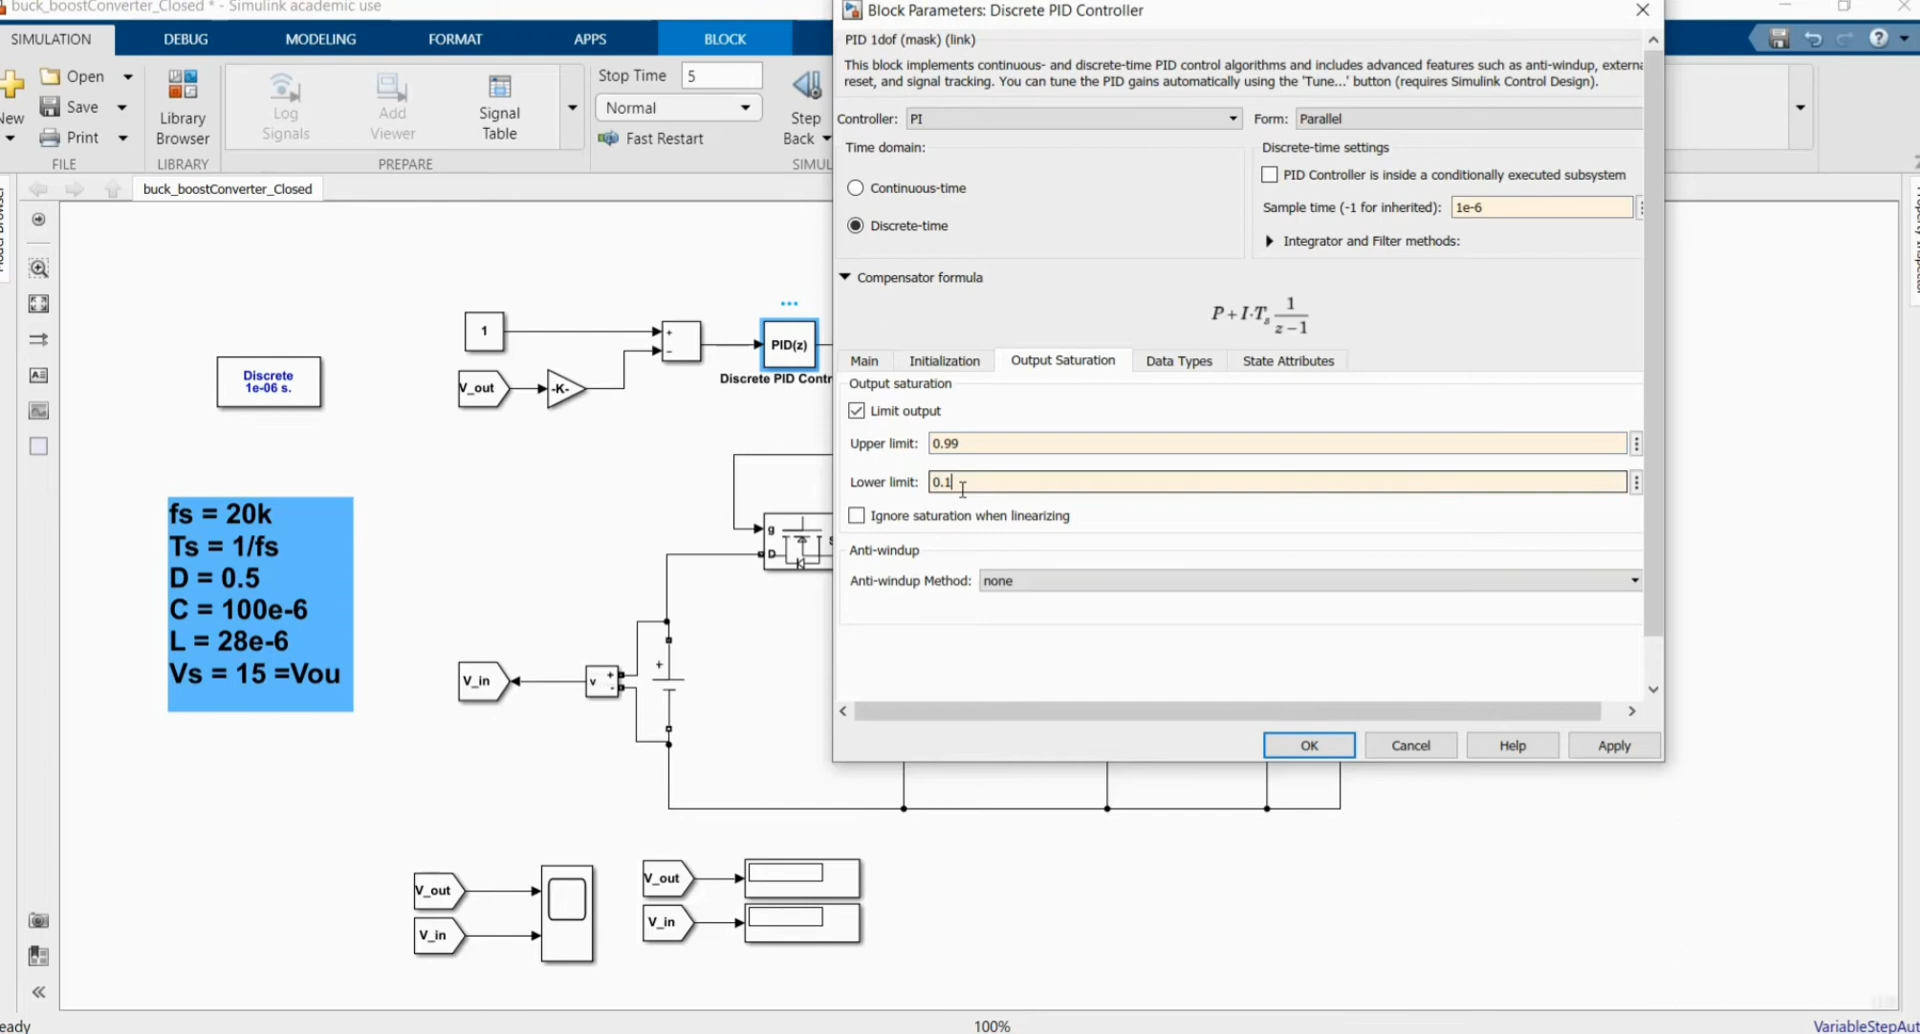 buck_boostConverter_Closed * - Simulink academic use
SIMULATION
DEBUG
MODELING
FORMAT
APPS
BLOCK
New
Open
Save
Print
FILE
Library
Browser
LIBRARY
Log
Signals
Add
Viewer
Signal
Table
PREPARE
Stop Time 5
Normal
Fast Restart
Step
Back
buck_boostConverter_Closed
Discrete
1e-06 s.
1
V_out
-K-
+
-
PID(z)
fs = 20k
Ts = 1/fs
D = 0.5
C = 100e-6
L = 28e-6
Vs = 15 =Vou
g
D
V_in
v
+
-
+
V_out
V_in
V_out
V_in
Block Parameters: Discrete PID Controller
PID 1dof (mask) (link)
This block implements continuous- and discrete-time PID control algorithms and includes advanced features such as anti-windup,
reset, and signal tracking. You can tune the PID gains automatically using the 'Tune...' button (requires Simulink Control Design).
Controller: PI
Form: Parallel
Time domain:
Continuous-time
Discrete-time
Discrete-time settings
PID Controller is inside a conditionally executed subsystem
Sample time (-1 for inherited): 1e-6
Integrator and Filter methods:
Compensator formula
P + I·Ts 1/(z−1)
Main
Initialization
Output Saturation
Data Types
State Attributes
Output saturation
Limit output
Upper limit: 0.99
Lower limit: 0.1
Ignore saturation when linearizing
Anti-windup
Anti-windup Method: none
OK
Cancel
Help
Apply
Discrete PID
100%